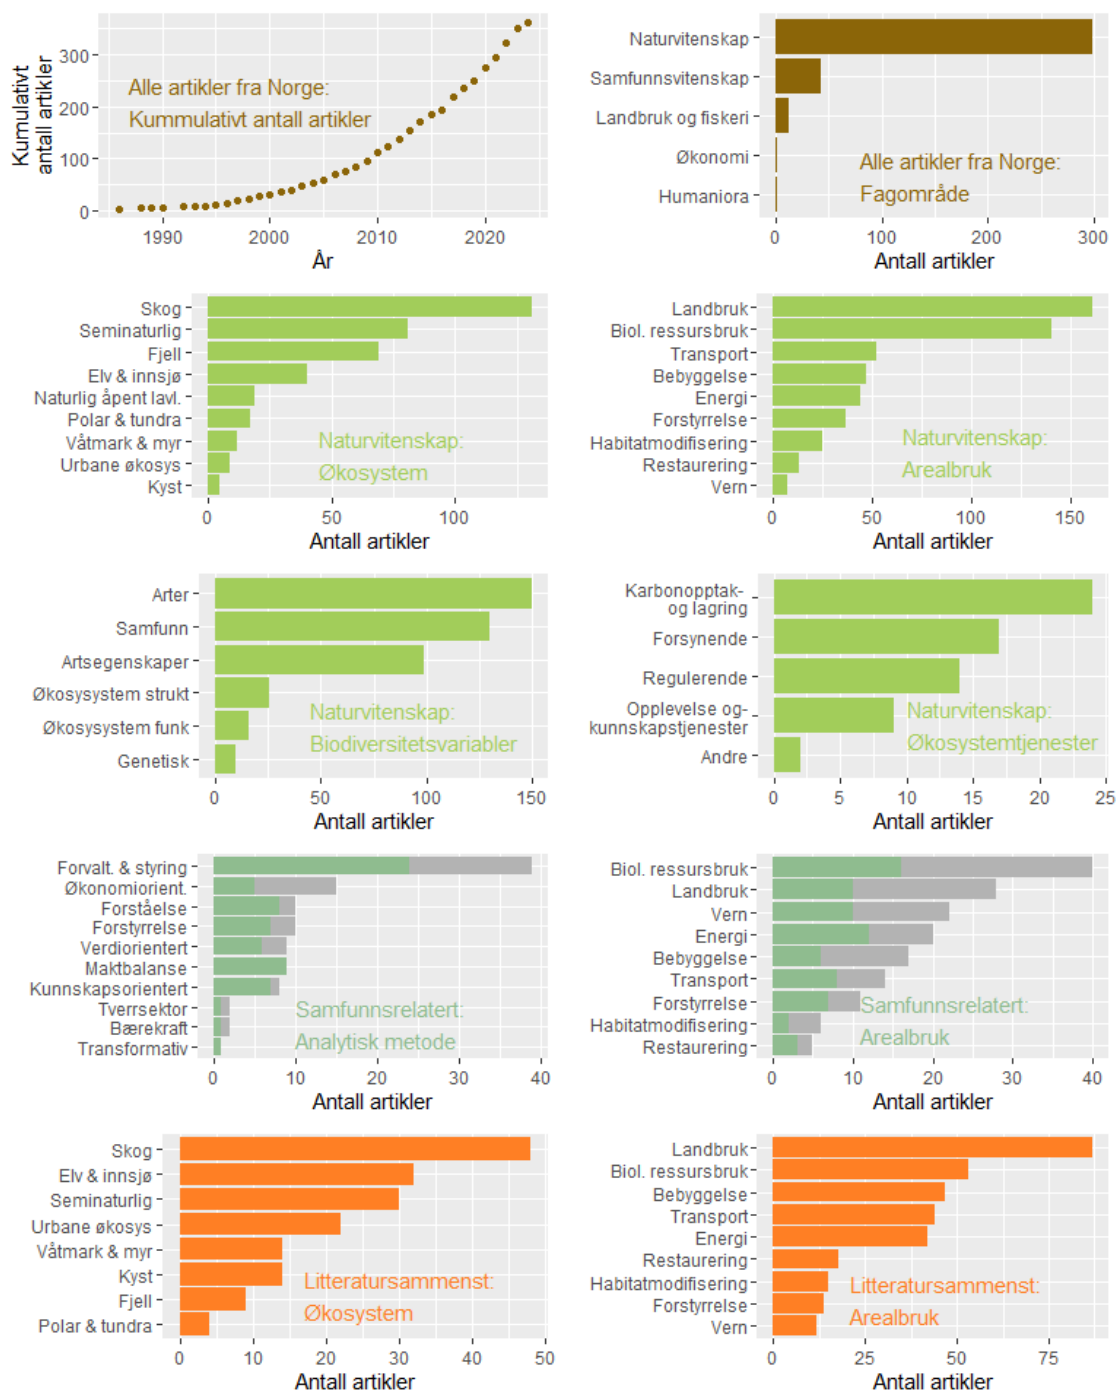 Kumulativt
antall artikler
300
200
100
0
Alle artikler fra Norge:
Kummulativt antall artikler
1990
2000
2010
2020
År
Naturvitenskap
Samfunnsvitenskap
Landbruk og fiskeri
Økonomi
Humaniora
Alle artikler fra Norge:
Fagområde
0
100
200
300
Antall artikler
Skog
Seminaturlig
Fjell
Elv & innsjø
Naturlig åpent lavl.
Polar & tundra
Våtmark & myr
Urbane økosys
Kyst
Naturvitenskap:
Økosystem
0
50
100
Antall artikler
Landbruk
Biol. ressursbruk
Transport
Bebyggelse
Energi
Forstyrrelse
Habitatmodifisering
Restaurering
Vern
Naturvitenskap:
Arealbruk
0
50
100
150
Antall artikler
Arter
Samfunn
Artsegenskaper
Økosysystem strukt
Økosysystem funk
Genetisk
Naturvitenskap:
Biodiversitetsvariabler
0
50
100
150
Antall artikler
Karbonopptak-
og lagring
Forsynende
Regulerende
Opplevelse og-
kunnskapstjenester
Andre
Naturvitenskap:
Økosystemtjenester
0
5
10
15
20
25
Antall artikler
Forvalt. & styring
Økonomiorient.
Forståelse
Forstyrrelse
Verdiorientert
Maktbalanse
Kunnskapsorientert
Tverrsektor
Bærekraft
Transformativ
Samfunnsrelatert:
Analytisk metode
0
10
20
30
40
Antall artikler
Biol. ressursbruk
Landbruk
Vern
Energi
Bebyggelse
Transport
Forstyrrelse
Habitatmodifisering
Restaurering
Samfunnsrelatert:
Arealbruk
0
10
20
30
40
Antall artikler
Skog
Elv & innsjø
Seminaturlig
Urbane økosys
Våtmark & myr
Kyst
Fjell
Polar & tundra
Litteratursammenst:
Økosystem
0
10
20
30
40
50
Antall artikler
Landbruk
Biol. ressursbruk
Bebyggelse
Transport
Energi
Restaurering
Habitatmodifisering
Forstyrrelse
Vern
Litteratursammenst:
Arealbruk
0
25
50
75
Antall artikler